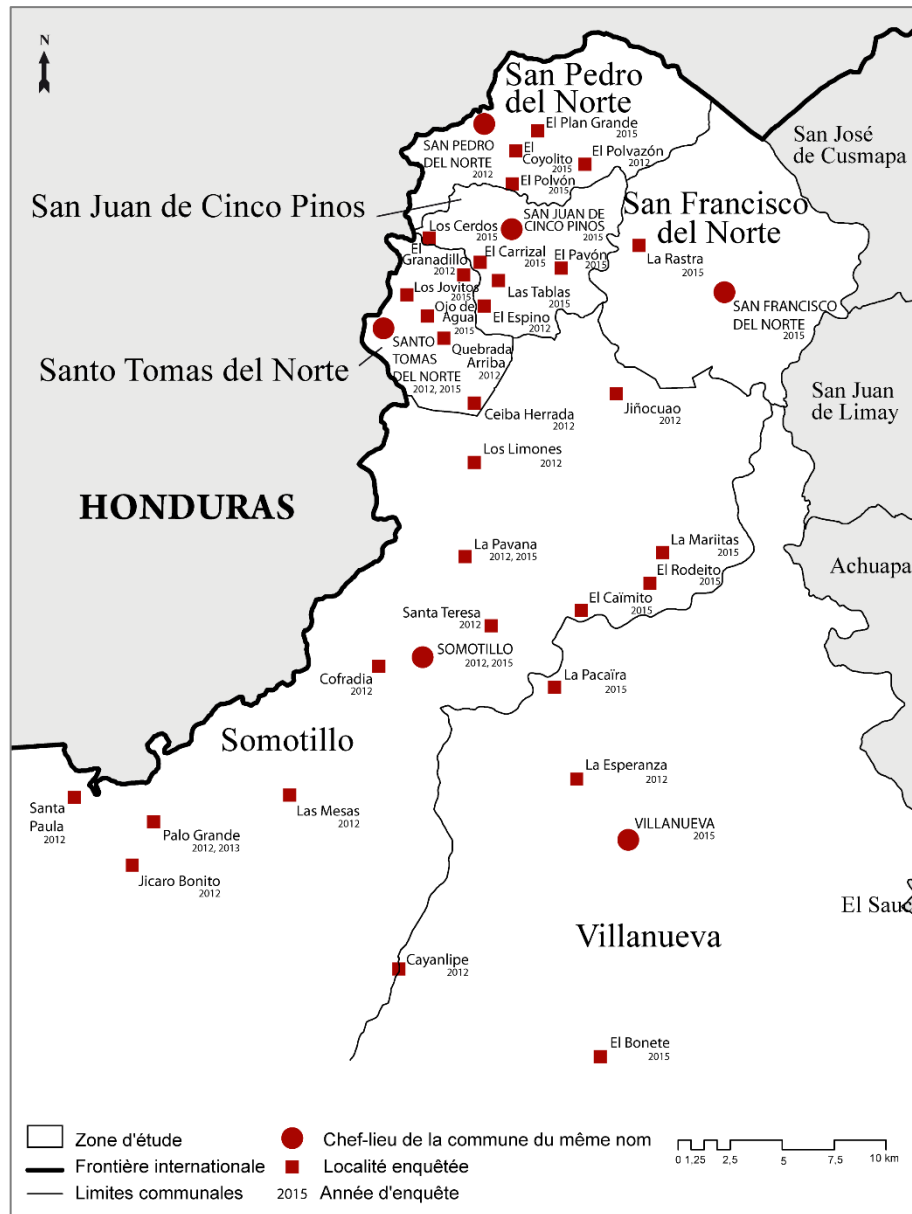 N
San Pedro
del Norte
El Plan Grande
2015
SAN PEDRO
DEL NORTE
2012
El
Coyolito
2015
El Polvazón
2012
El Polvón
2015
San José
de Cusmapa
San Juan de Cinco Pinos
Los Cerdos
2015
SAN JUAN DE
CINCO PINOS
2015
San Francisco
del Norte
El
Granadillo
2012
El Carrizal
2015
El Pavón
2015
La Rastra
2015
Los Jovitos
2015
Las Tablas
2015
Ojo de
Agua
2015
El Espino
2012
SAN FRANCISCO
DEL NORTE
2015
Santo Tomas del Norte
SANTO
TOMAS
DEL NORTE
2012, 2015
Quebrada
Arriba
2012
San Juan
de Limay
Ceiba Herrada
2012
Jiñocuao
2012
Los Limones
2012
HONDURAS
La Pavana
2012, 2015
La Mariitas
2015
El Rodeito
2015
Achuapa
El Caïmito
2015
Santa Teresa
2012
SOMOTILLO
2012, 2015
Cofradia
2012
La Pacaïra
2015
Somotillo
La Esperanza
2012
Santa
Paula
2012
Las Mesas
2012
Palo Grande
2012, 2013
VILLANUEVA
2015
Jicaro Bonito
2012
El Sauc
Villanueva
Cayanlipe
2012
El Bonete
2015
Zone d'étude
Chef-lieu de la commune du même nom
Frontière internationale
Localité enquêtée
Limites communales
2015 Année d'enquête
0 1,25 2,5 5 7,5 10 km